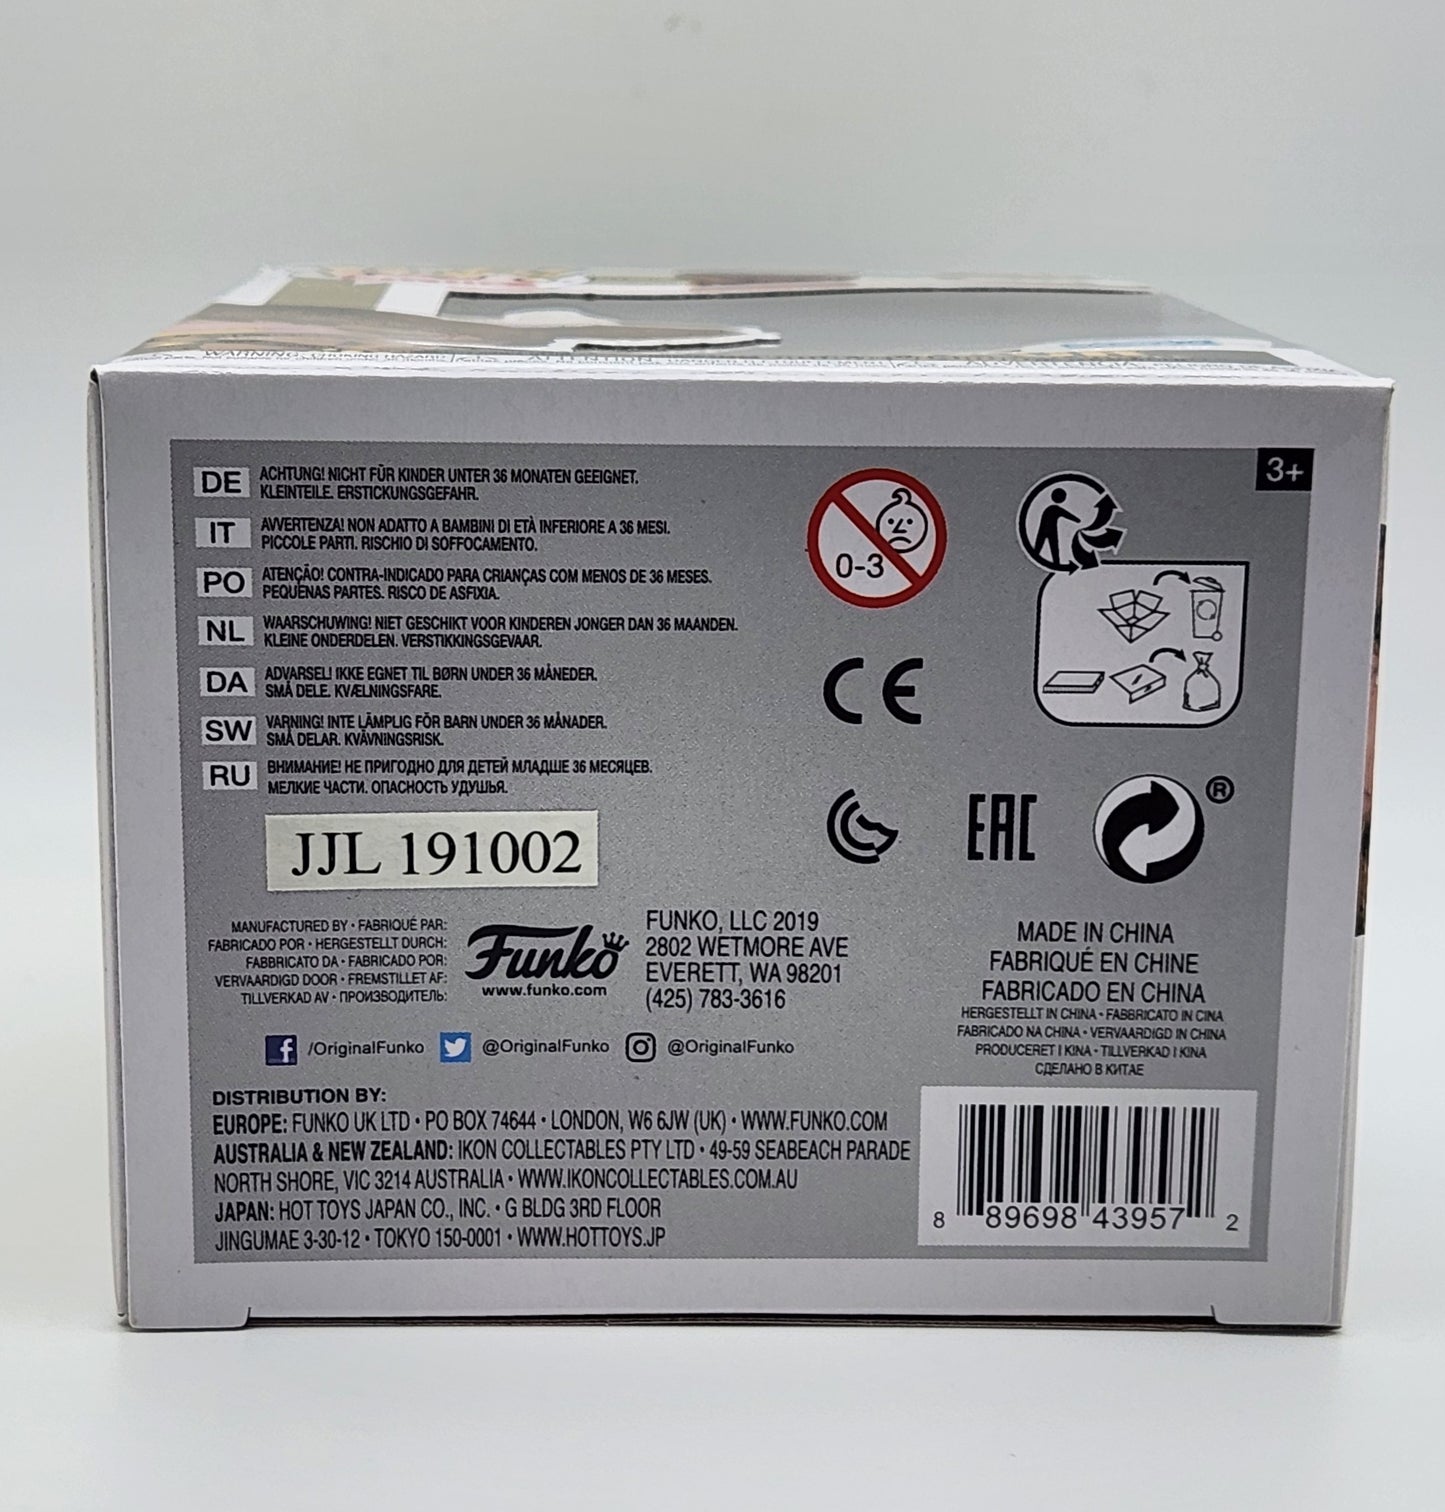 WARNING: CHOKING HAZARD
ATTENTION
3+
DE
ACHTUNG! NICHT FÜR KINDER UNTER 36 MONATEN GEEIGNET.
KLEINTEILE. ERSTICKUNGSGEFAHR.
IT
AVVERTENZA! NON ADATTO A BAMBINI DI ETÀ INFERIORE A 36 MESI.
PICCOLE PARTI. RISCHIO DI SOFFOCAMENTO.
PO
ATENÇÃO! CONTRA-INDICADO PARA CRIANÇAS COM MENOS DE 36 MESES.
PEQUENAS PARTES. RISCO DE ASFIXIA.
NL
WAARSCHUWING! NIET GESCHIKT VOOR KINDEREN JONGER DAN 36 MAANDEN.
KLEINE ONDERDELEN. VERSTIKKINGSGEVAAR.
DA
ADVARSEL! IKKE EGNET TIL BØRN UNDER 36 MÅNEDER.
SMÅ DELE. KVÆLNINGSFARE.
SW
VARNING! INTE LÄMPLIG FÖR BARN UNDER 36 MÅNADER.
SMÅ DELAR. KVÄVNINGSRISK.
RU
ВНИМАНИЕ! НЕ ПРИГОДНО ДЛЯ ДЕТЕЙ МЛАДШЕ 36 МЕСЯЦЕВ.
МЕЛКИЕ ЧАСТИ. ОПАСНОСТЬ УДУШЬЯ.
0-3
CE
EAC
®
JJL 191002
MANUFACTURED BY • FABRIQUÉ PAR:
FABRICADO POR • HERGESTELLT DURCH:
FABBRICATO DA • FABRICADO POR:
VERVAARDIGD DOOR • FREMSTILLET AF:
TILLVERKAD AV • ПРОИЗВОДИТЕЛЬ:
Funko
www.funko.com
FUNKO, LLC 2019
2802 WETMORE AVE
EVERETT, WA 98201
(425) 783-3616
MADE IN CHINA
FABRIQUÉ EN CHINE
FABRICADO EN CHINA
HERGESTELLT IN CHINA • FABBRICATO IN CINA
FABRICADO NA CHINA • VERVAARDIGD IN CHINA
PRODUCERET I KINA • TILLVERKAD I KINA
СДЕЛАНО В КИТАЕ
f /OriginalFunko @OriginalFunko @OriginalFunko
DISTRIBUTION BY:
EUROPE: FUNKO UK LTD • PO BOX 74644 • LONDON, W6 6JW (UK) • WWW.FUNKO.COM
AUSTRALIA & NEW ZEALAND: IKON COLLECTABLES PTY LTD • 49-59 SEABEACH PARADE
NORTH SHORE, VIC 3214 AUSTRALIA • WWW.IKONCOLLECTABLES.COM.AU
JAPAN: HOT TOYS JAPAN CO., INC. • G BLDG 3RD FLOOR
JINGUMAE 3-30-12 • TOKYO 150-0001 • WWW.HOTTOYS.JP
8 89698 43957 2